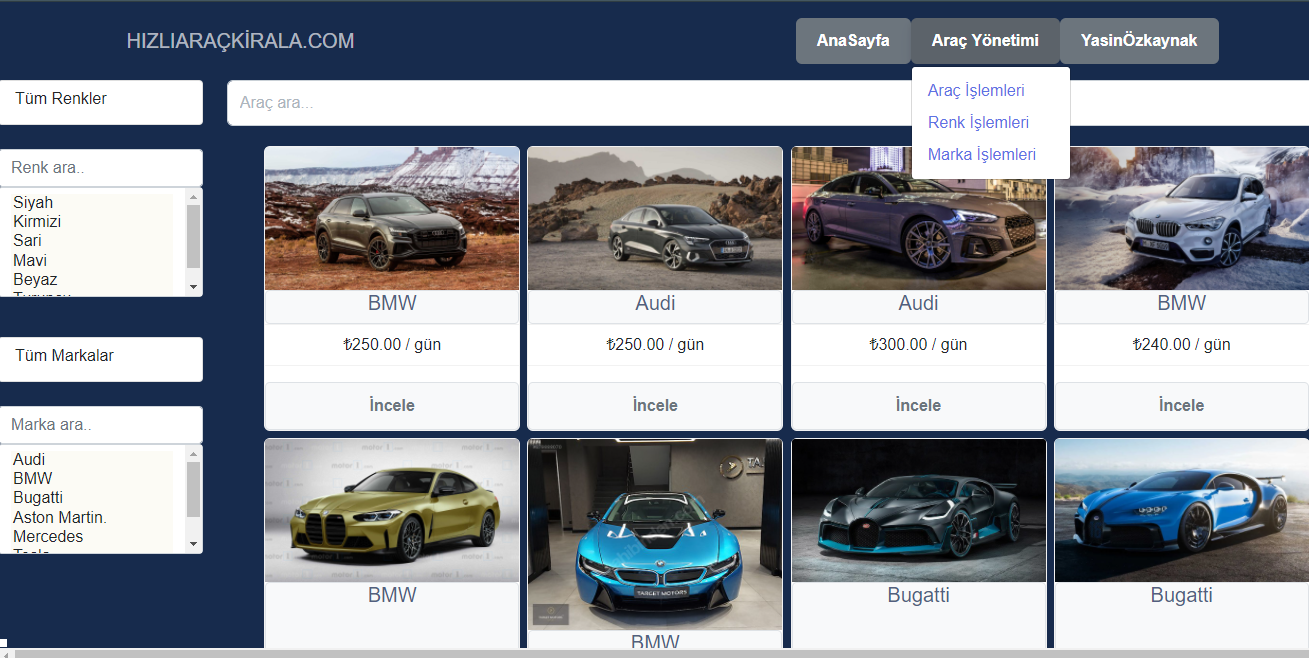 HIZLIARAÇKİRALA.COM
AnaSayfa
Araç Yönetimi
YasinÖzkaynak
Araç İşlemleri
Renk İşlemleri
Marka İşlemleri
Tüm Renkler
Araç ara...
Renk ara..
Siyah
Kirmizi
Sari
Mavi
Beyaz
Tüm Markalar
Marka ara..
Audi
BMW
Bugatti
Aston Martin.
Mercedes
BMW
₺250.00 / gün
İncele
Audi
₺250.00 / gün
İncele
Audi
₺300.00 / gün
İncele
BMW
₺240.00 / gün
İncele
BMW
TARGET MOTORS
BMW
Bugatti
Bugatti